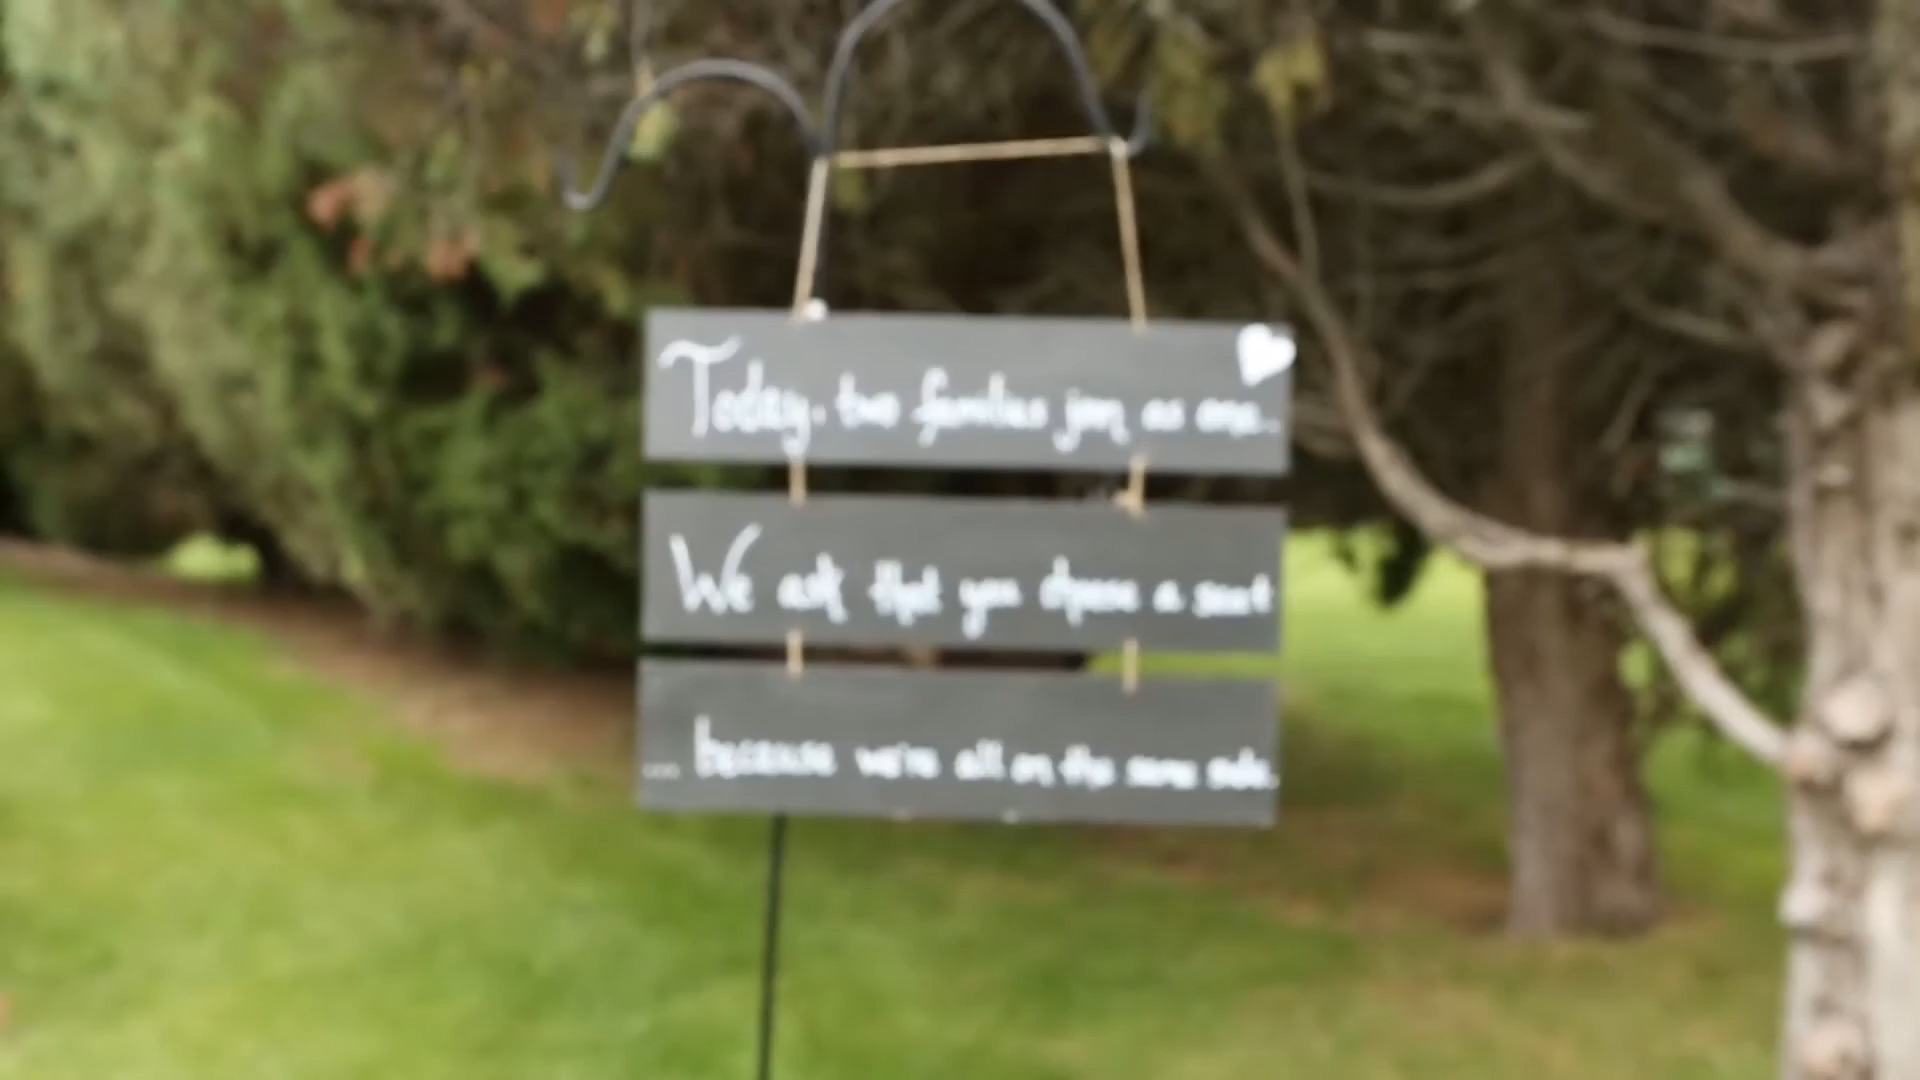 Today, two families join as one...
We ask that you choose a seat
... because we're all on the same side.